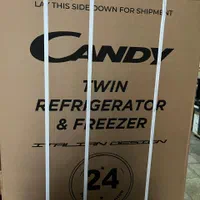 LAY THIS SIDE DOWN FOR SHIPMENT
CANDY
TWIN
REFRIGERATOR
& FREEZER
ITALIAN DESIGN
24